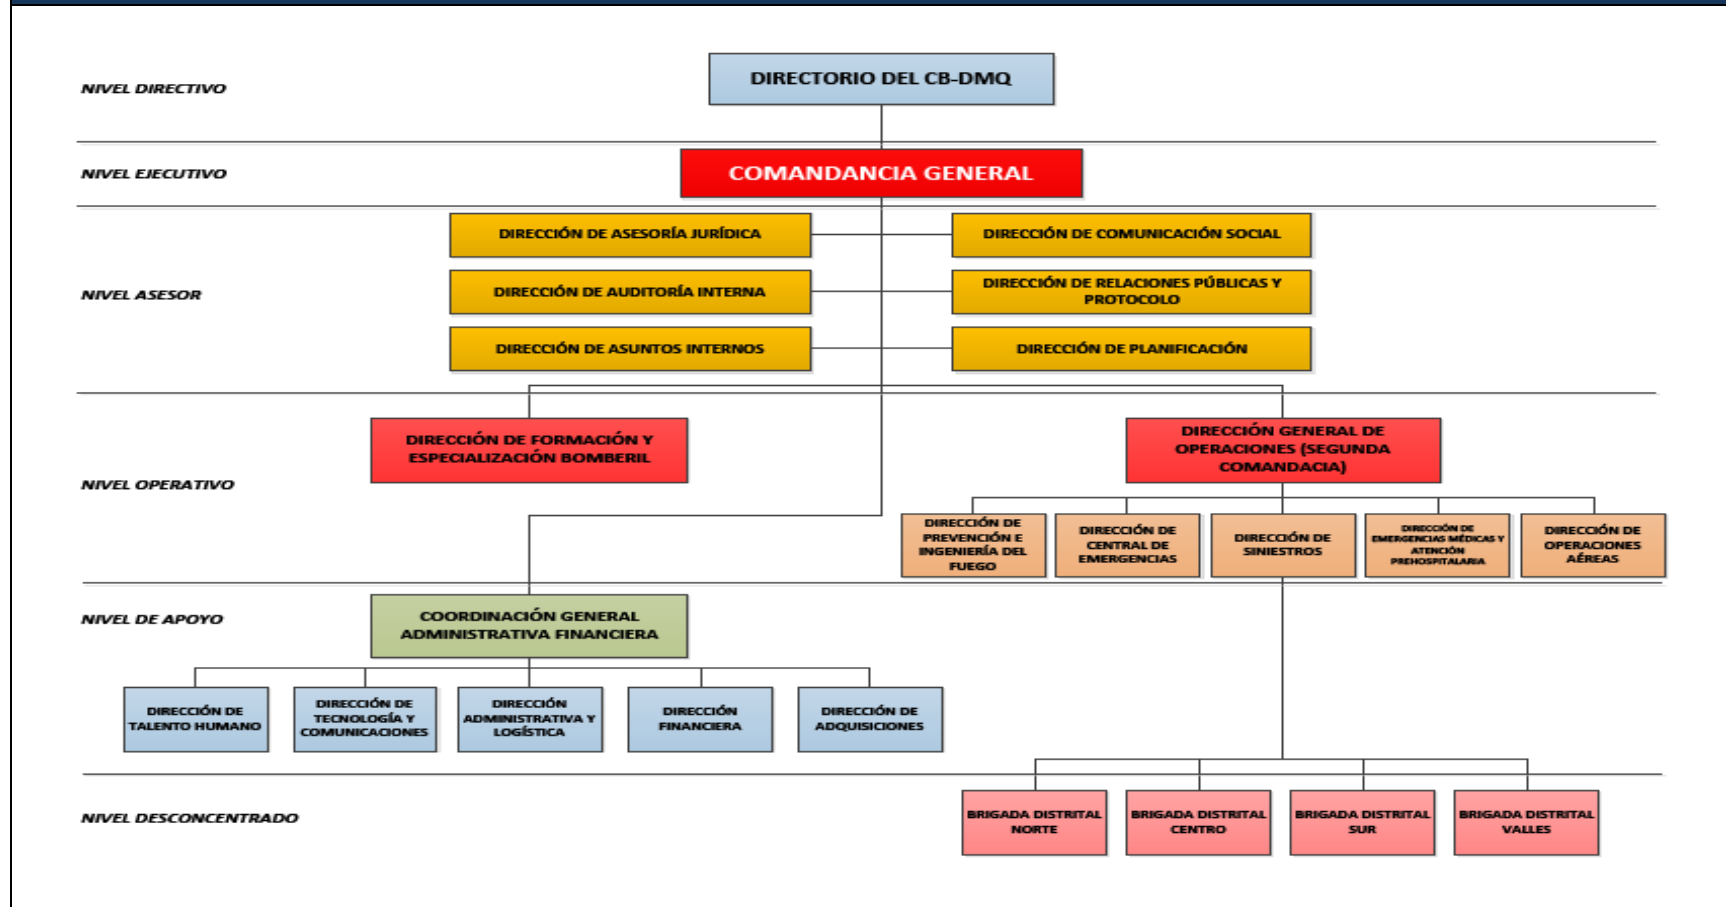 NIVEL DIRECTIVO
DIRECTORIO DEL CB-DMQ
NIVEL EJECUTIVO
COMANDANCIA GENERAL
NIVEL ASESOR
DIRECCIÓN DE ASESORÍA JURÍDICA
DIRECCIÓN DE COMUNICACIÓN SOCIAL
DIRECCIÓN DE AUDITORÍA INTERNA
DIRECCIÓN DE RELACIONES PÚBLICAS Y
PROTOCOLO
DIRECCIÓN DE ASUNTOS INTERNOS
DIRECCIÓN DE PLANIFICACIÓN
NIVEL OPERATIVO
DIRECCIÓN DE FORMACIÓN Y
ESPECIALIZACIÓN BOMBERIL
DIRECCIÓN GENERAL DE
OPERACIONES (SEGUNDA
COMANDACIA)
DIRECCIÓN DE
PREVENCIÓN E
INGENIERÍA DEL
FUEGO
DIRECCIÓN DE
CENTRAL DE
EMERGENCIAS
DIRECCIÓN DE
SINIESTROS
DIRECCIÓN DE
EMERGENCIAS MÉDICAS Y
ATENCIÓN
PREHOSPITALARIA
DIRECCIÓN DE
OPERACIONES
AÉREAS
NIVEL DE APOYO
COORDINACIÓN GENERAL
ADMINISTRATIVA FINANCIERA
DIRECCIÓN DE
TALENTO HUMANO
DIRECCIÓN DE
TECNOLOGÍA Y
COMUNICACIONES
DIRECCIÓN
ADMINISTRATIVA Y
LOGÍSTICA
DIRECCIÓN
FINANCIERA
DIRECCIÓN DE
ADQUISICIONES
NIVEL DESCONCENTRADO
BRIGADA DISTRITAL
NORTE
BRIGADA DISTRITAL
CENTRO
BRIGADA DISTRITAL
SUR
BRIGADA DISTRITAL
VALLES